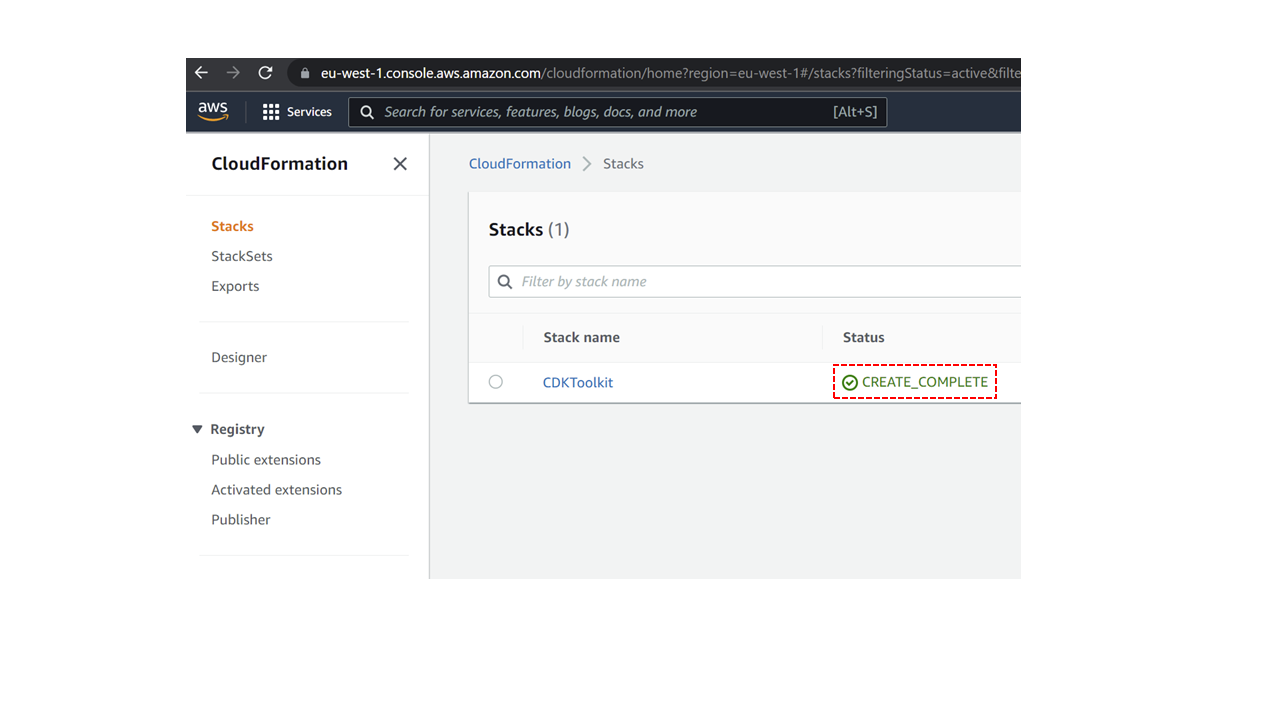 eu-west-1.console.aws.amazon.com/cloudformation/home?region=eu-west-1#/stacks?filteringStatus=active&filte
aws Services Search for services, features, blogs, docs, and more [Alt+S]
CloudFormation
Stacks
StackSets
Exports
Designer
Registry
Public extensions
Activated extensions
Publisher
CloudFormation Stacks
Stacks (1)
Filter by stack name
Stack name Status
CDKToolkit CREATE_COMPLETE